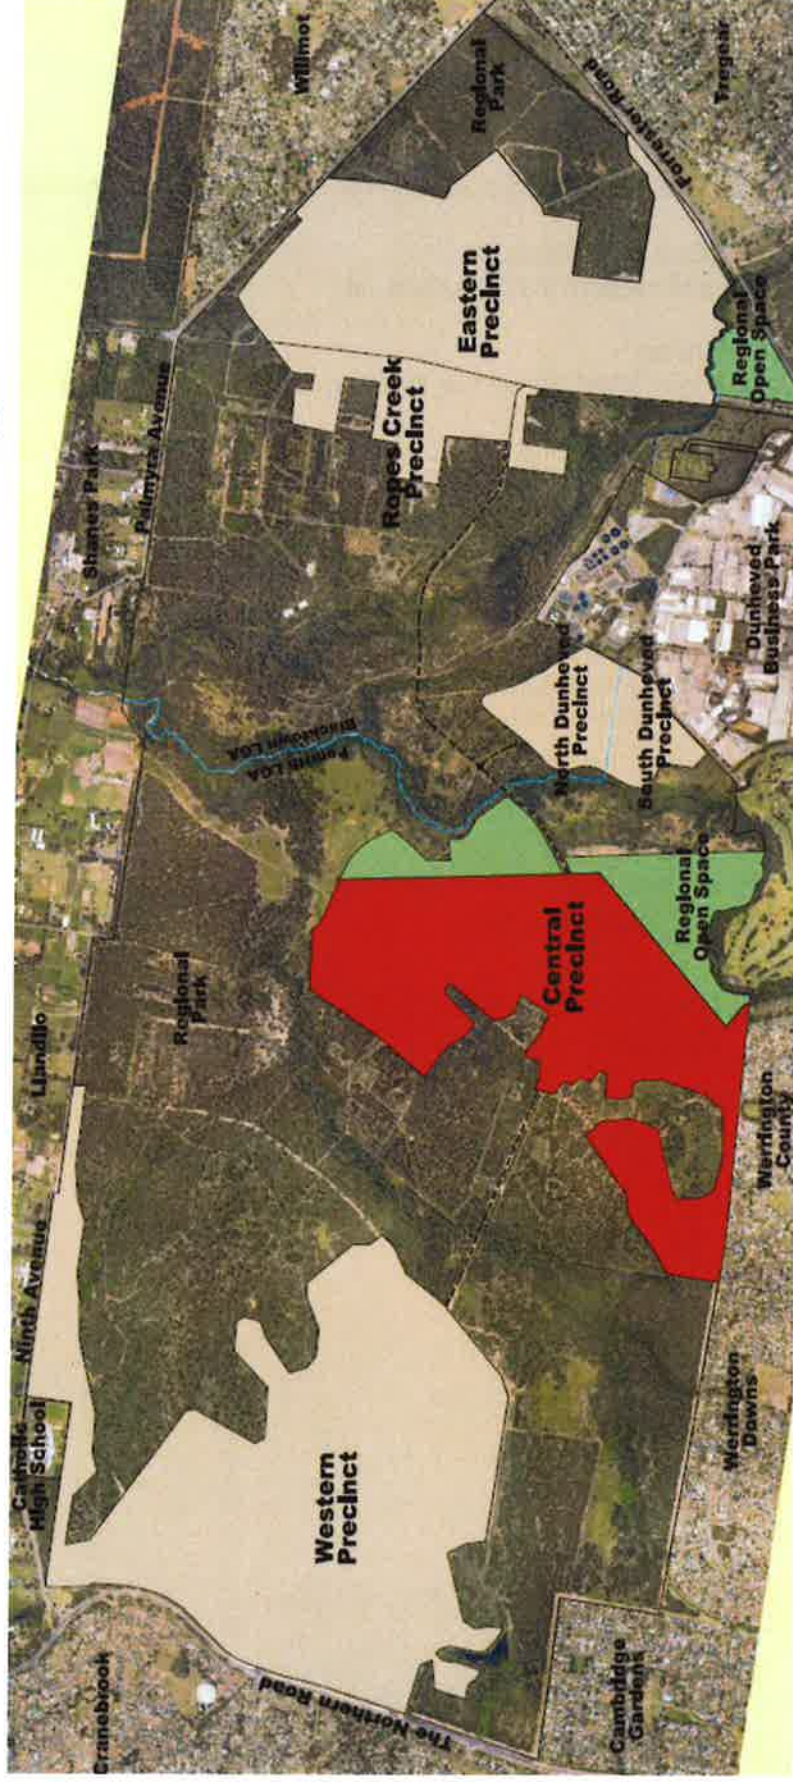 Catholic
High School
Ninth Avenue
Llandilo
Shanes Park
Palmyra Avenue
Willmot
Cranebrook
The Northern Road
Western
Precinct
Regional
Park
Penrith LGA
Blacktown LGA
Ropes Creek
Precinct
Eastern
Precinct
Regional
Park
Forrester Road
Tregear
Central
Precinct
North Dunheved
Precinct
South Dunheved
Precinct
Regional
Open Space
Regional
Open Space
Dunheved
Business Park
Cambridge
Gardens
Werrington
Downs
Werrington
County